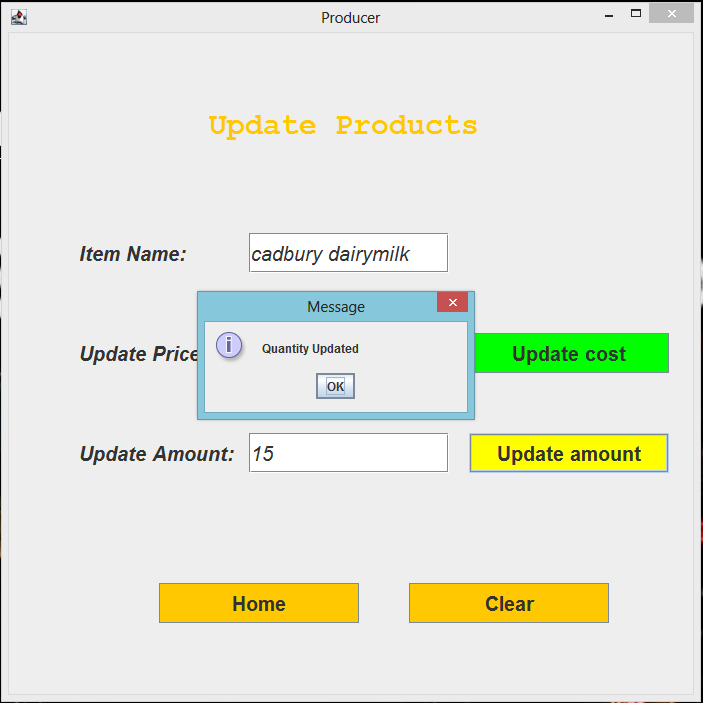 Producer
Update Products
Item Name: cadbury dairymilk
Message
Quantity Updated
Update Price
Update cost
OK
Update Amount: 15 Update amount
Home Clear